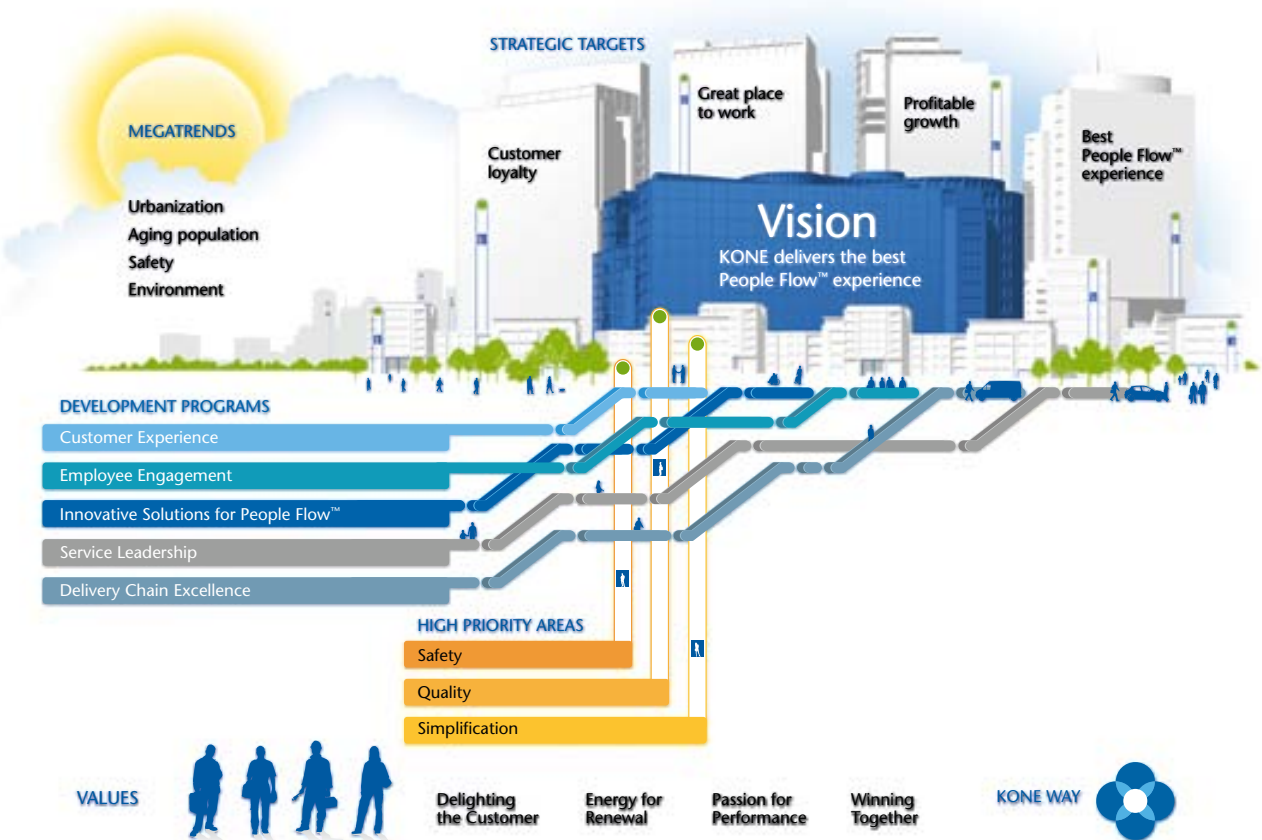 STRATEGIC TARGETS
Great place
to work
Profitable
growth
MEGATRENDS
Customer
loyalty
Best
People Flow™
experience
Urbanization
Aging population
Safety
Environment
Vision
KONE delivers the best
People Flow™ experience
DEVELOPMENT PROGRAMS
Customer Experience
Employee Engagement
Innovative Solutions for People Flow™
Service Leadership
Delivery Chain Excellence
HIGH PRIORITY AREAS
Safety
Quality
Simplification
VALUES
Delighting
the Customer
Energy for
Renewal
Passion for
Performance
Winning
Together
KONE WAY